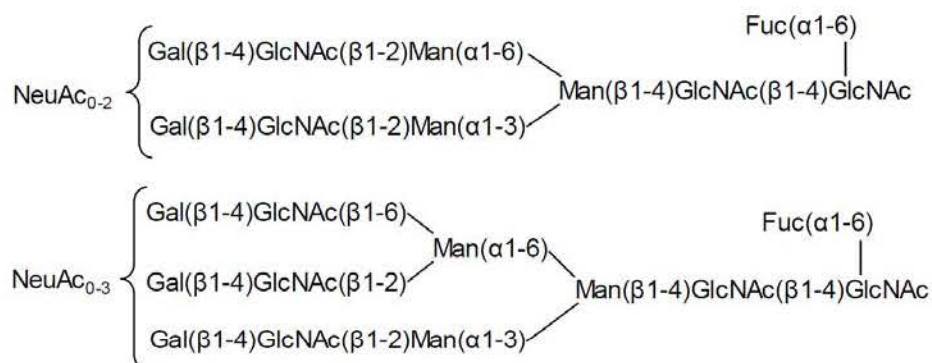 Fuc(α1-6)
Gal(β1-4)GlcNAc(β1-2)Man(α1-6)
NeuAc0-2
Man(β1-4)GlcNAc(β1-4)GlcNAc
Gal(β1-4)GlcNAc(β1-2)Man(α1-3)
Gal(β1-4)GlcNAc(β1-6)
Fuc(α1-6)
Man(α1-6)
NeuAc0-3
Gal(β1-4)GlcNAc(β1-2)
Man(β1-4)GlcNAc(β1-4)GlcNAc
Gal(β1-4)GlcNAc(β1-2)Man(α1-3)